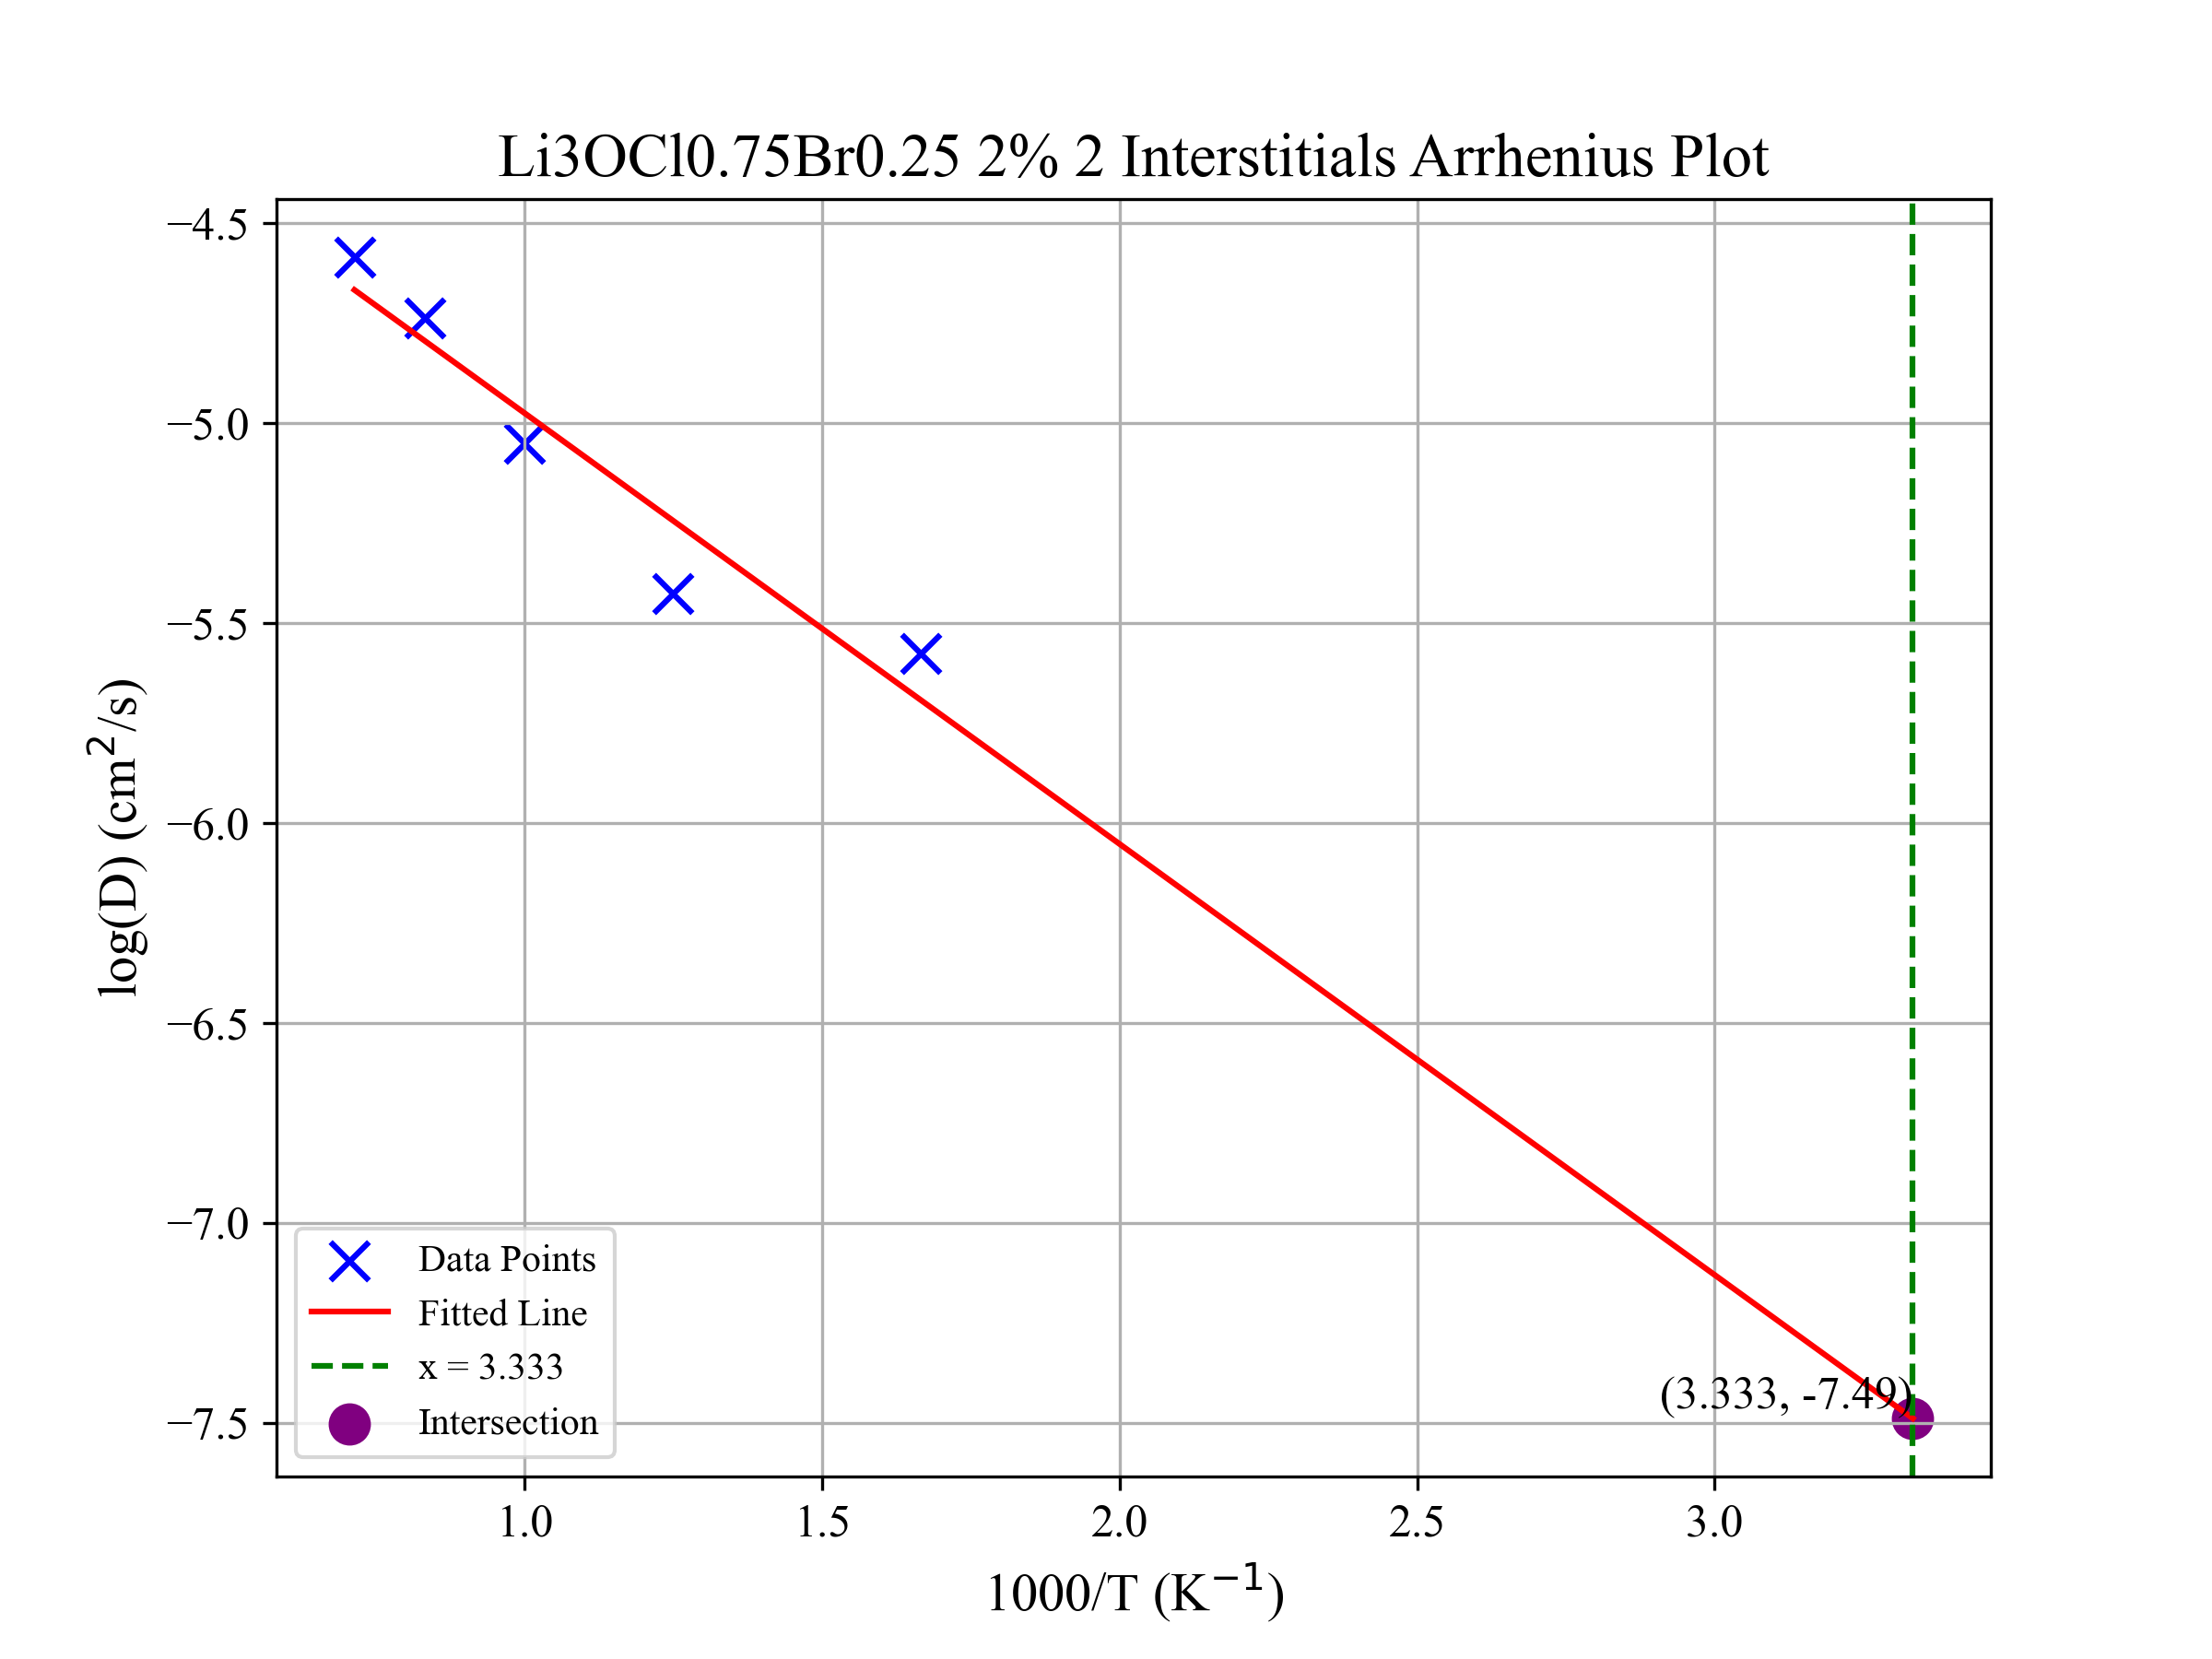 Li3OCl0.75Br0.25 2% 2 Interstitials Arrhenius Plot
−4.5
−5.0
−5.5
−6.0
−6.5
−7.0
−7.5
log(D) (cm²/s)
Data Points
Fitted Line
x = 3.333
Intersection
(3.333, -7.49)
1.0 1.5 2.0 2.5 3.0
1000/T (K⁻¹)